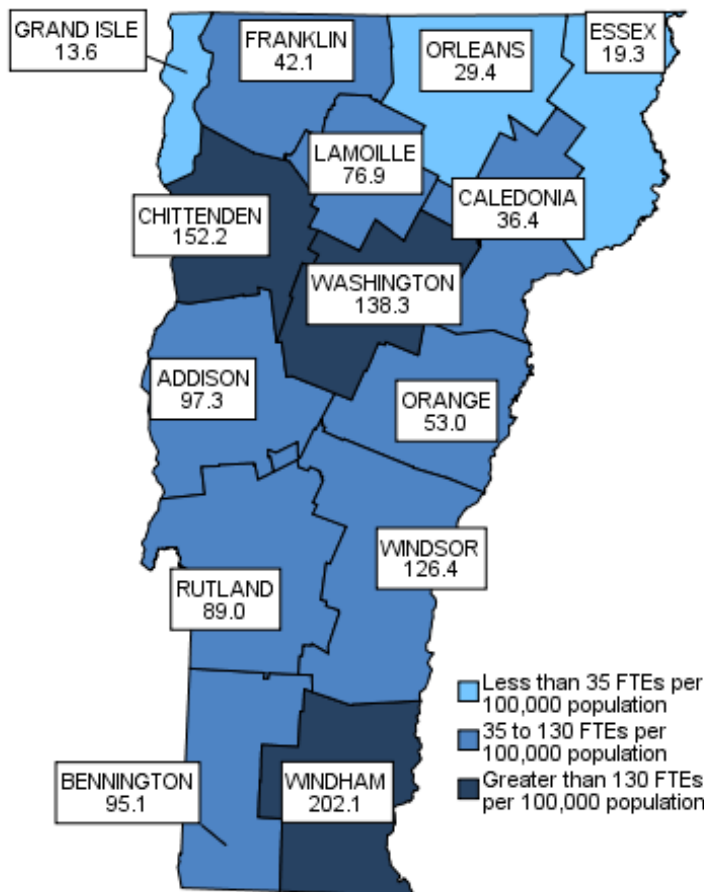 GRAND ISLE
13.6
FRANKLIN
42.1
ORLEANS
29.4
ESSEX
19.3
LAMOILLE
76.9
CALEDONIA
36.4
CHITTENDEN
152.2
WASHINGTON
138.3
ADDISON
97.3
ORANGE
53.0
WINDSOR
126.4
RUTLAND
89.0
BENNINGTON
95.1
WINDHAM
202.1
Less than 35 FTEs per
100,000 population
35 to 130 FTEs per
100,000 population
Greater than 130 FTEs
per 100,000 population